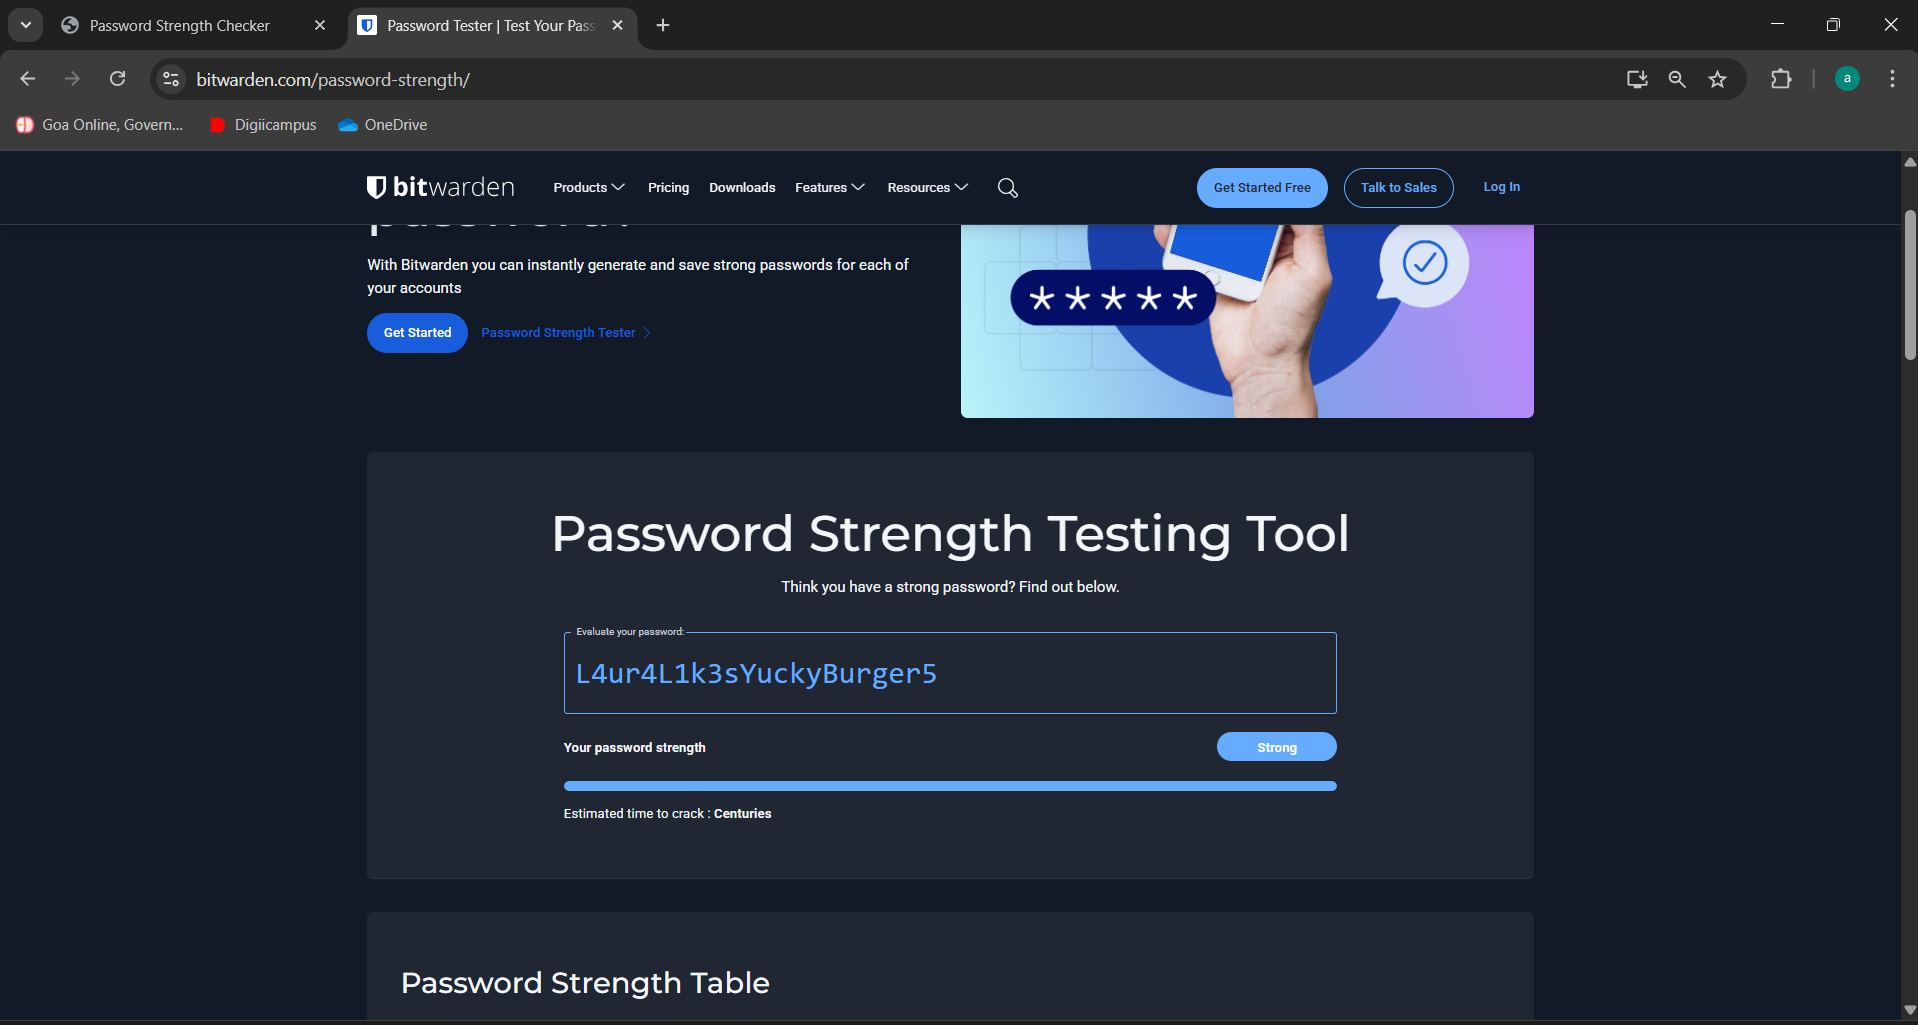 Password Strength Checker
Password Tester | Test Your Pass
bitwarden.com/password-strength/
a
Goa Online, Govern...
Digiicampus
OneDrive
bitwarden
Products
Pricing
Downloads
Features
Resources
Get Started Free
Talk to Sales
Log In
With Bitwarden you can instantly generate and save strong passwords for each of
your accounts
Get Started
Password Strength Tester
* * * * *
Password Strength Testing Tool
Think you have a strong password? Find out below.
Evaluate your password:
L4ur4L1k3sYuckyBurger5
Your password strength
Strong
Estimated time to crack : Centuries
Password Strength Table